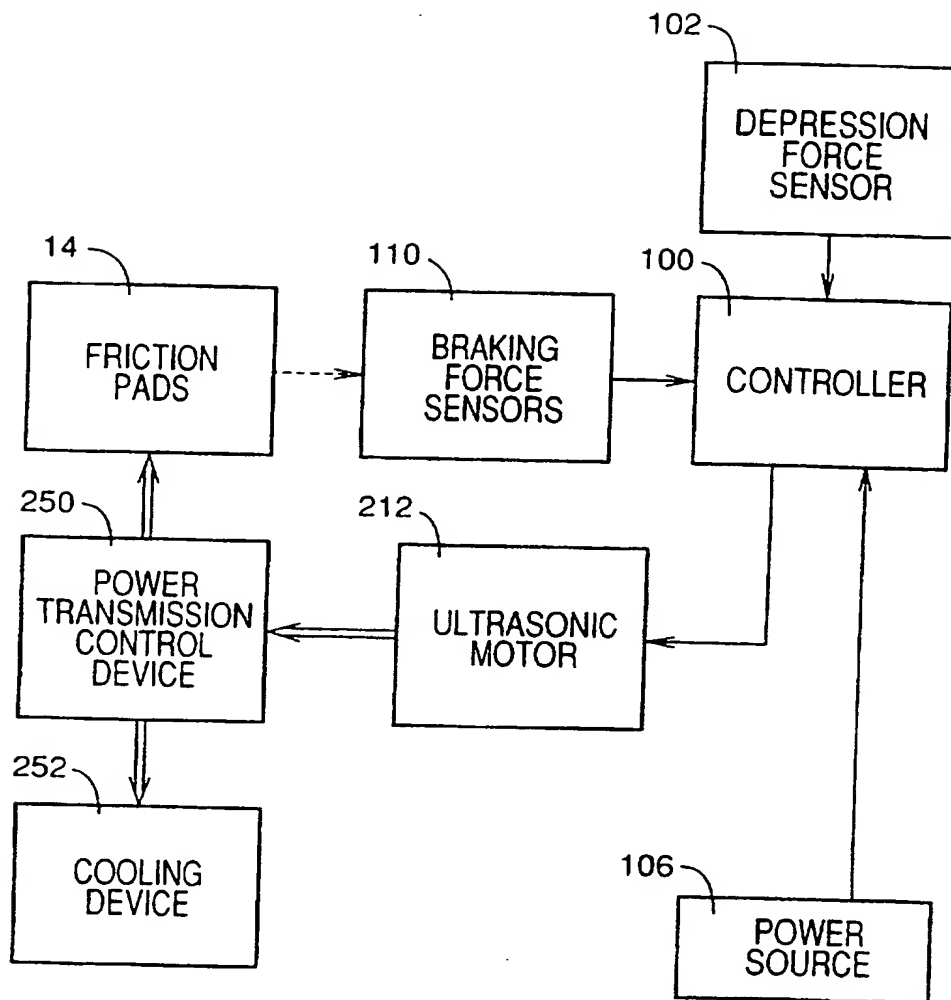 102
DEPRESSION
FORCE
SENSOR
14
110
100
FRICTION
PADS
BRAKING
FORCE
SENSORS
CONTROLLER
250
212
POWER
TRANSMISSION
CONTROL
DEVICE
ULTRASONIC
MOTOR
252
COOLING
DEVICE
106
POWER
SOURCE